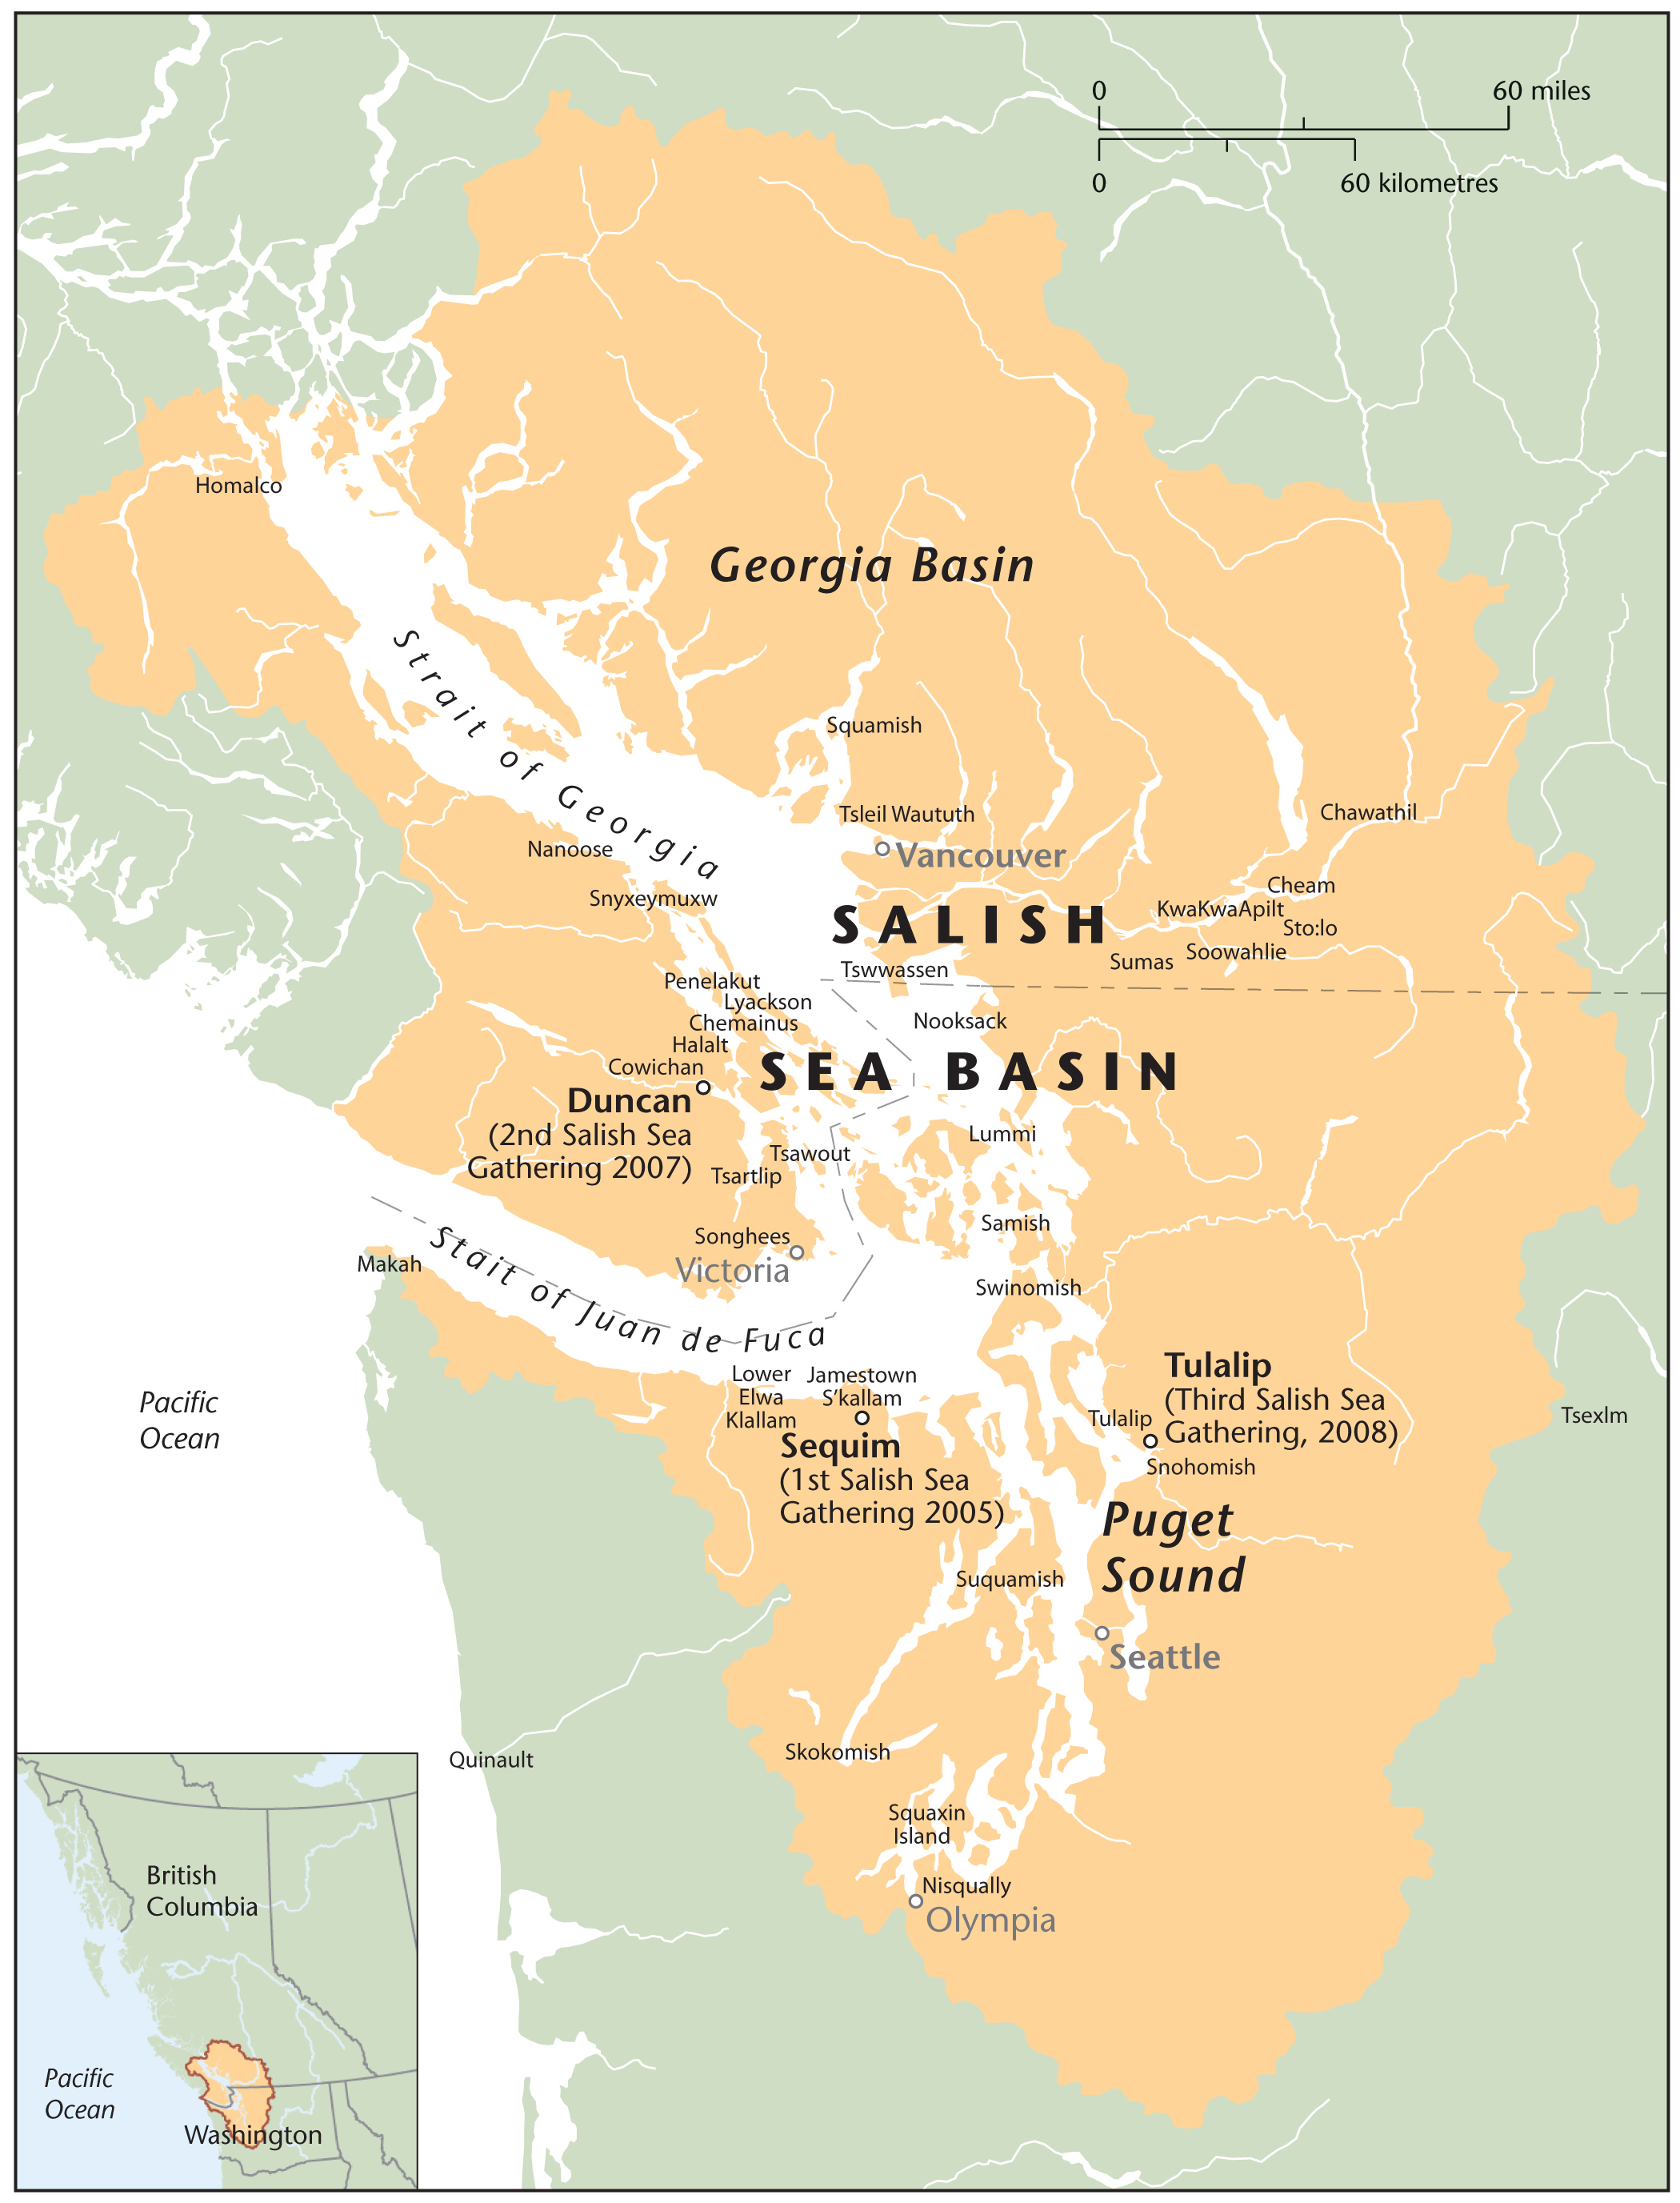 0
60 miles
0
60 kilometres
Homalco
Georgia Basin
Strait of Georgia
Squamish
Tsleil Waututh
Chawathil
Nanoose
Vancouver
Cheam
Snyxeymuxw
KwaKwaApilt
SALISH
Sto:lo
Soowahlie
Sumas
Tswwassen
Penelakut
Lyackson
Chemainus
Nooksack
Halalt
Cowichan
SEA BASIN
Duncan
(2nd Salish Sea
Gathering 2007)
Lummi
Tsawout
Tsartlip
Samish
Songhees
Victoria
Makah
Stait of Juan de Fuca
Swinomish
Lower
Elwa
Klallam
Jamestown
S'kallam
Tulalip
(Third Salish Sea
Gathering, 2008)
Pacific
Ocean
Tulalip
Tsexlm
Sequim
(1st Salish Sea
Gathering 2005)
Snohomish
Puget
Sound
Suquamish
Seattle
Skokomish
Quinault
Squaxin
Island
Nisqually
Olympia
British
Columbia
Pacific
Ocean
Washington